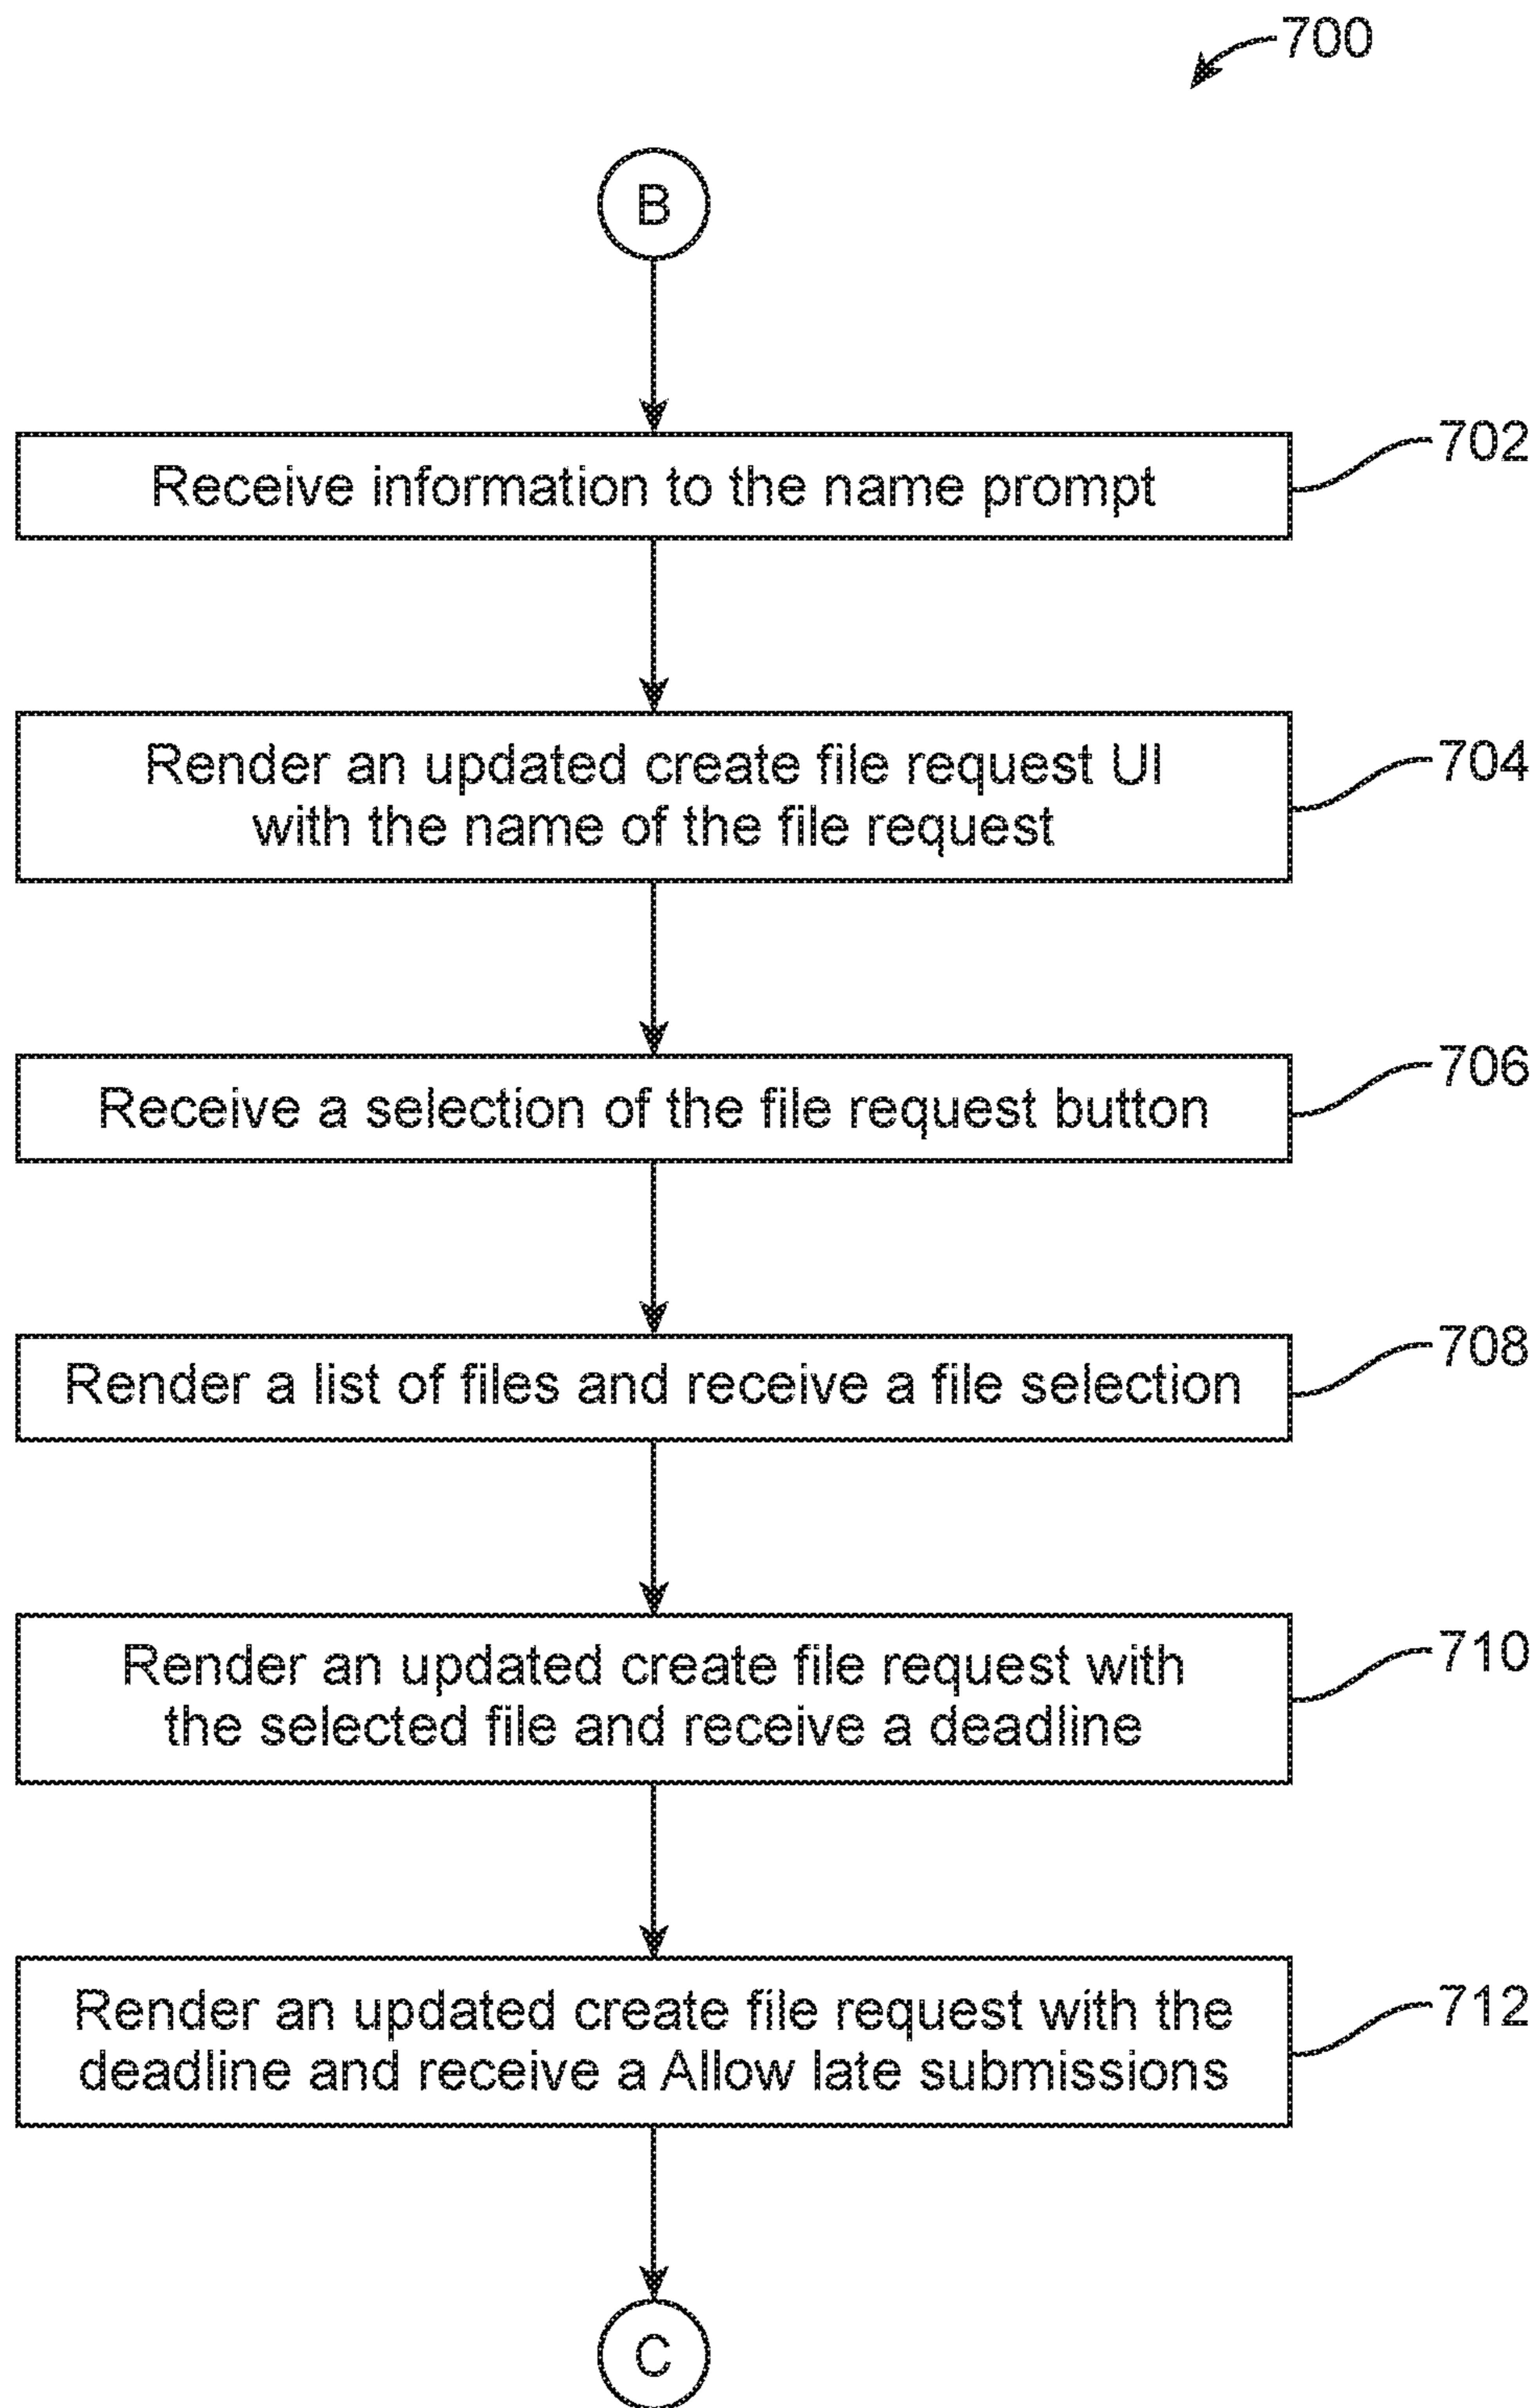 700
B
Receive information to the name prompt
702
Render an updated create file request UI
with the name of the file request
704
Receive a selection of the file request button
706
Render a list of files and receive a file selection
708
Render an updated create file request with
the selected file and receive a deadline
710
Render an updated create file request with the
deadline and receive a Allow late submissions
712
C